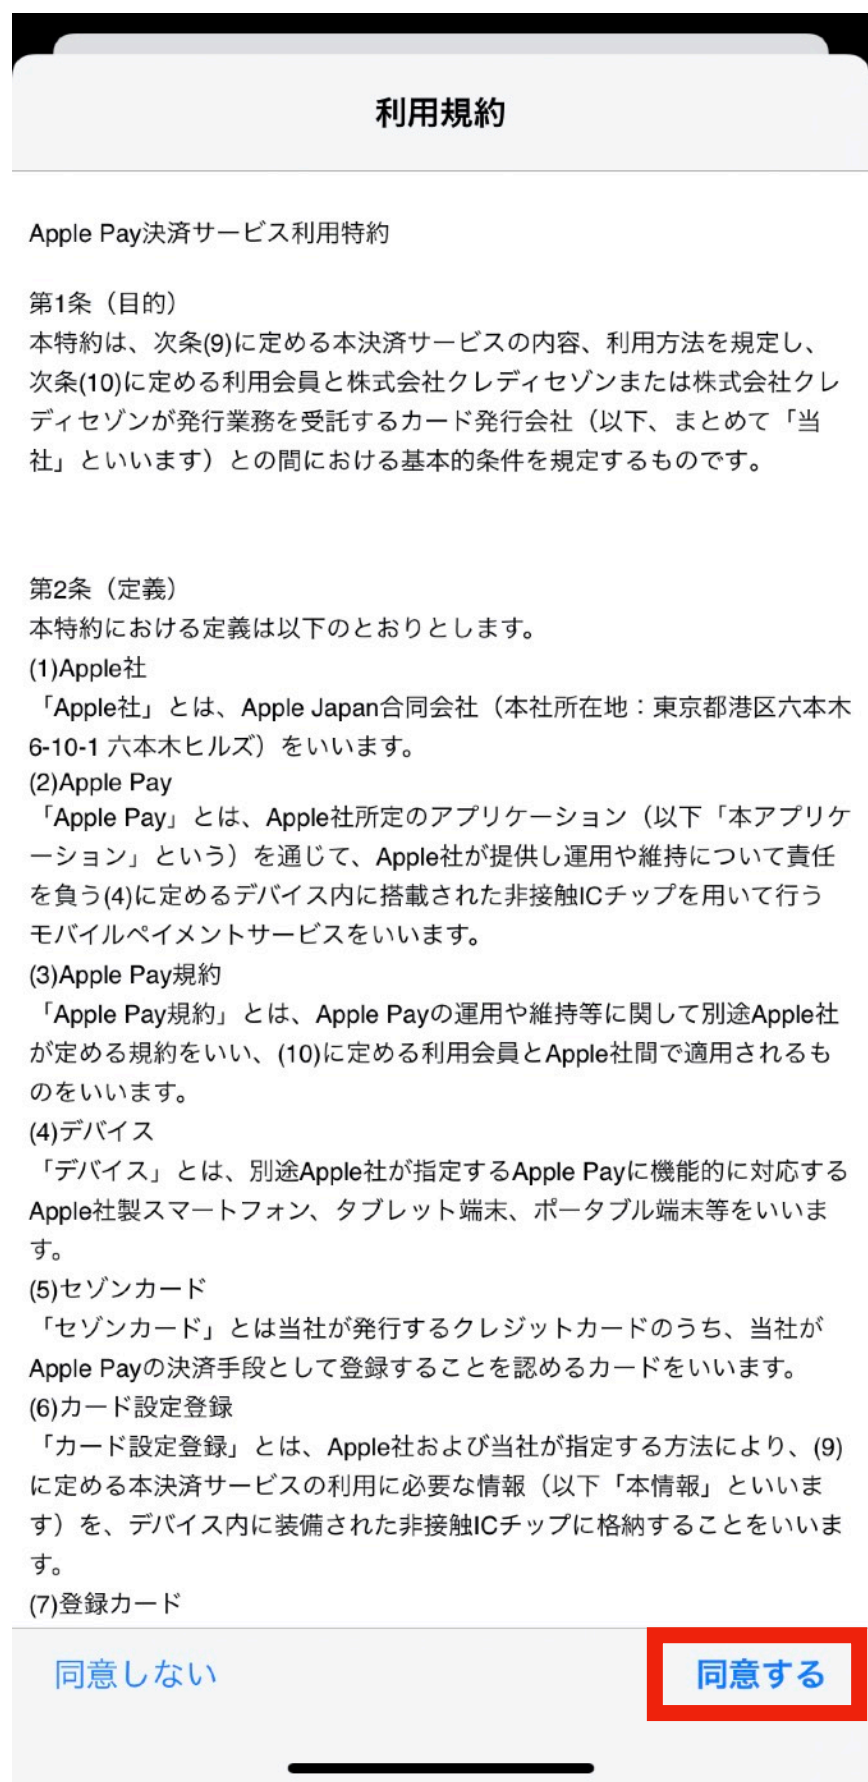 利用規約
Apple Pay決済サービス利用特約
第1条（目的）
本特約は、次条(9)に定める本決済サービスの内容、利用方法を規定し、
次条(10)に定める利用会員と株式会社クレディセゾンまたは株式会社クレ
ディセゾンが発行業務を受託するカード発行会社（以下、まとめて「当
社」といいます）との間における基本的条件を規定するものです。
第2条（定義）
本特約における定義は以下のとおりとします。
(1)Apple社
「Apple社」とは、Apple Japan合同会社（本社所在地：東京都港区六本木
6-10-1 六本木ヒルズ）をいいます。
(2)Apple Pay
「Apple Pay」とは、Apple社所定のアプリケーション（以下「本アプリケ
ーション」という）を通じて、Apple社が提供し運用や維持について責任
を負う(4)に定めるデバイス内に搭載された非接触ICチップを用いて行う
モバイルペイメントサービスをいいます。
(3)Apple Pay規約
「Apple Pay規約」とは、Apple Payの運用や維持等に関して別途Apple社
が定める規約をいい、(10)に定める利用会員とApple社間で適用されるも
のをいいます。
(4)デバイス
「デバイス」とは、別途Apple社が指定するApple Payに機能的に対応する
Apple社製スマートフォン、タブレット端末、ポータブル端末等をいいま
す。
(5)セゾンカード
「セゾンカード」とは当社が発行するクレジットカードのうち、当社が
Apple Payの決済手段として登録することを認めるカードをいいます。
(6)カード設定登録
「カード設定登録」とは、Apple社および当社が指定する方法により、(9)
に定める本決済サービスの利用に必要な情報（以下「本情報」といいま
す）を、デバイス内に装備された非接触ICチップに格納することをいいま
す。
(7)登録カード
同意しない
同意する